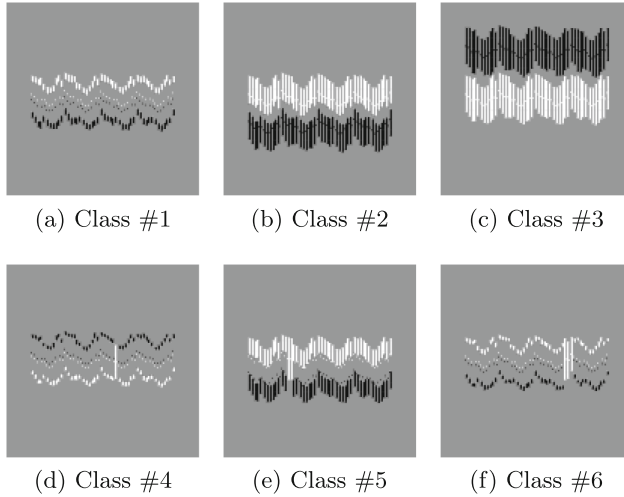 (a) Class #1
(b) Class #2
(c) Class #3
(d) Class #4
(e) Class #5
(f) Class #6